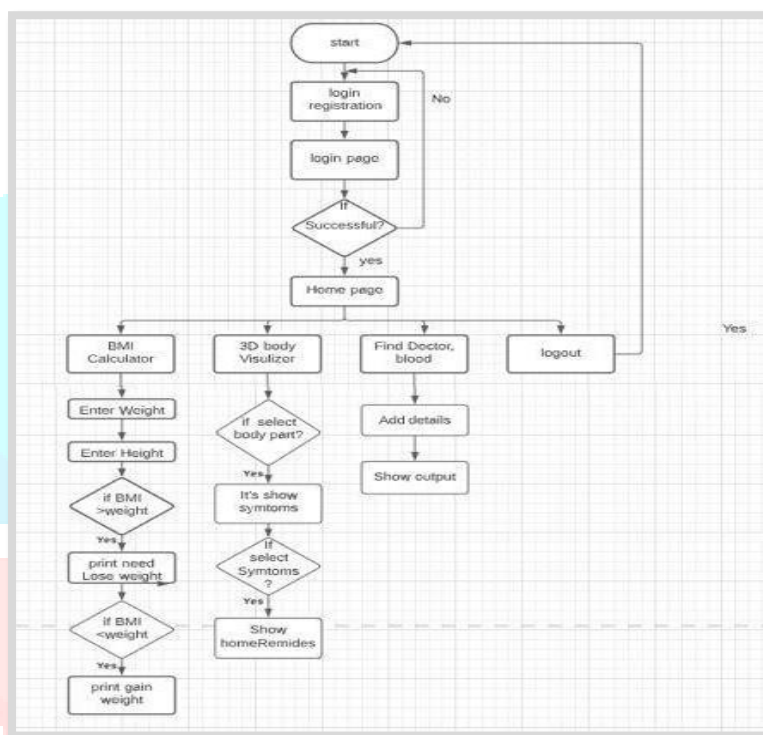 start
login
registration
No
login page
If
Successful?
yes
Home page
BMI
Calculator
3D body
Visulizer
Find Doctor,
blood
logout
Yes
Enter Weight
if select
body part?
Add details
Enter Height
Yes
Show output
if BMI
>weight
It's show
symtoms
Yes
print need
Lose weight
If
select
Symtoms
?
Yes
if BMI
<weight
Show
homeRemides
Yes
print gain
weight